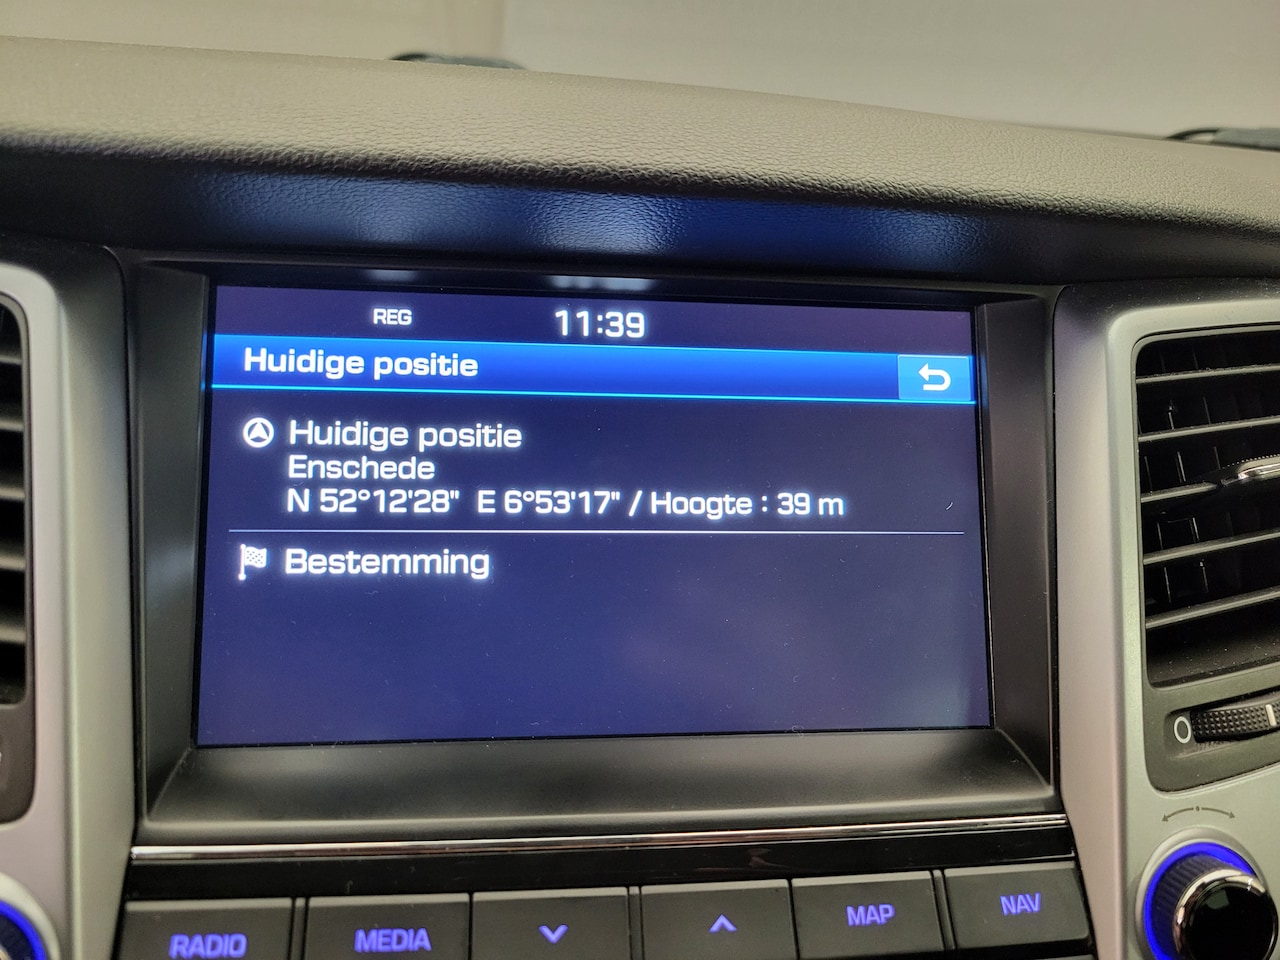 REG 11:39
Huidige positie
Huidige positie
Enschede
N 52°12'28" E 6°53'17" / Hoogte : 39 m
Bestemming
RADIO MEDIA MAP NAV